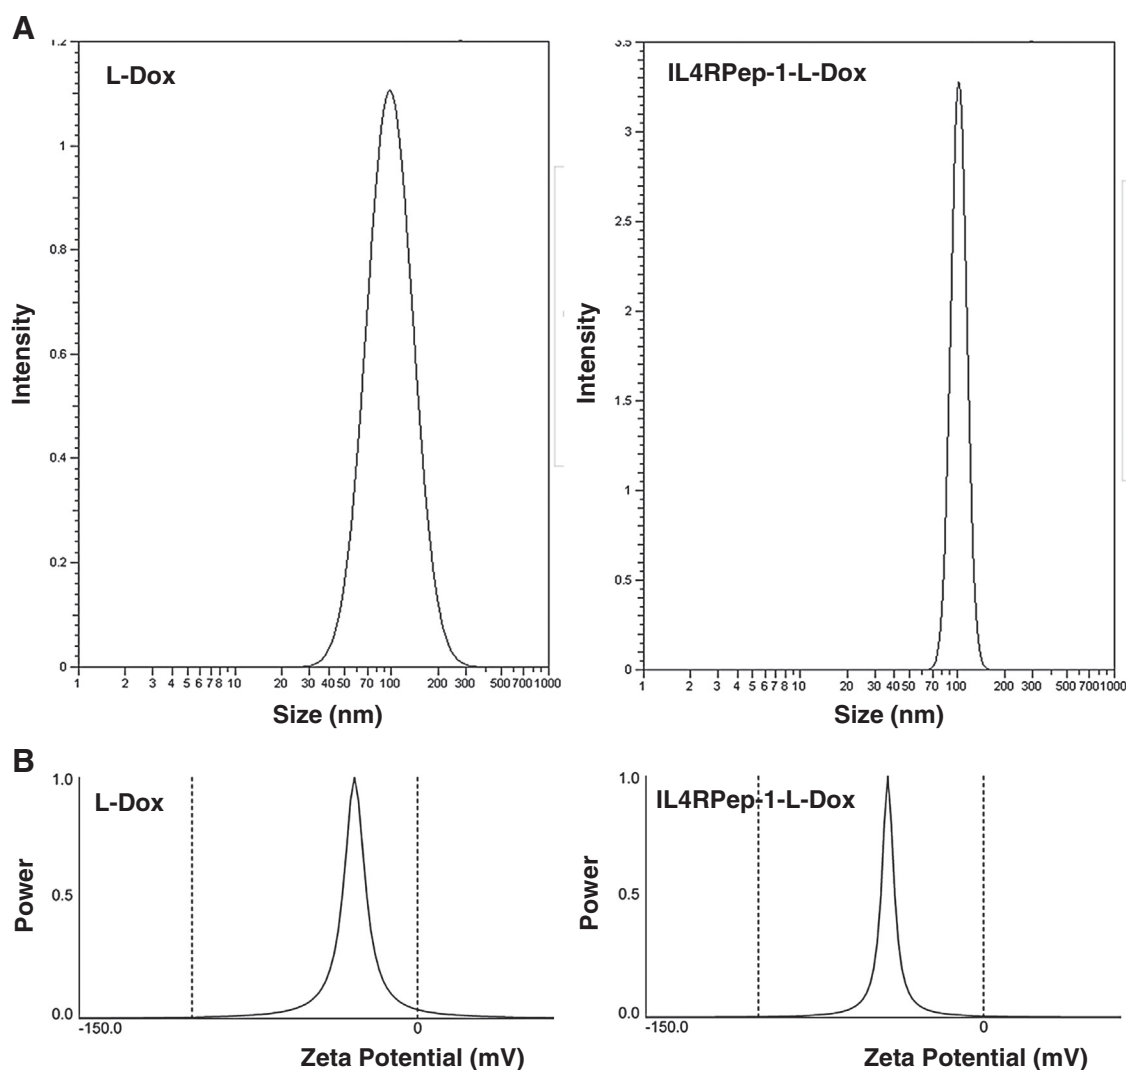 A
L-Dox
1.2
1
0.8
0.6
0.4
0.2
0
Intensity
1 2 3 4 5 6 7 8 10 20 30 40 50 70 100 200 300 500 700 1000
Size (nm)
IL4RPep-1-L-Dox
3.5
3
2.5
2
1.5
1
0.5
0
Intensity
1 2 3 4 5 6 7 8 10 20 30 40 50 70 100 200 300 500 700 1000
Size (nm)
B
L-Dox
1.0
0.5
0.0
Power
-150.0 0
Zeta Potential (mV)
IL4RPep-1-L-Dox
1.0
0.5
0.0
Power
-150.0 0
Zeta Potential (mV)